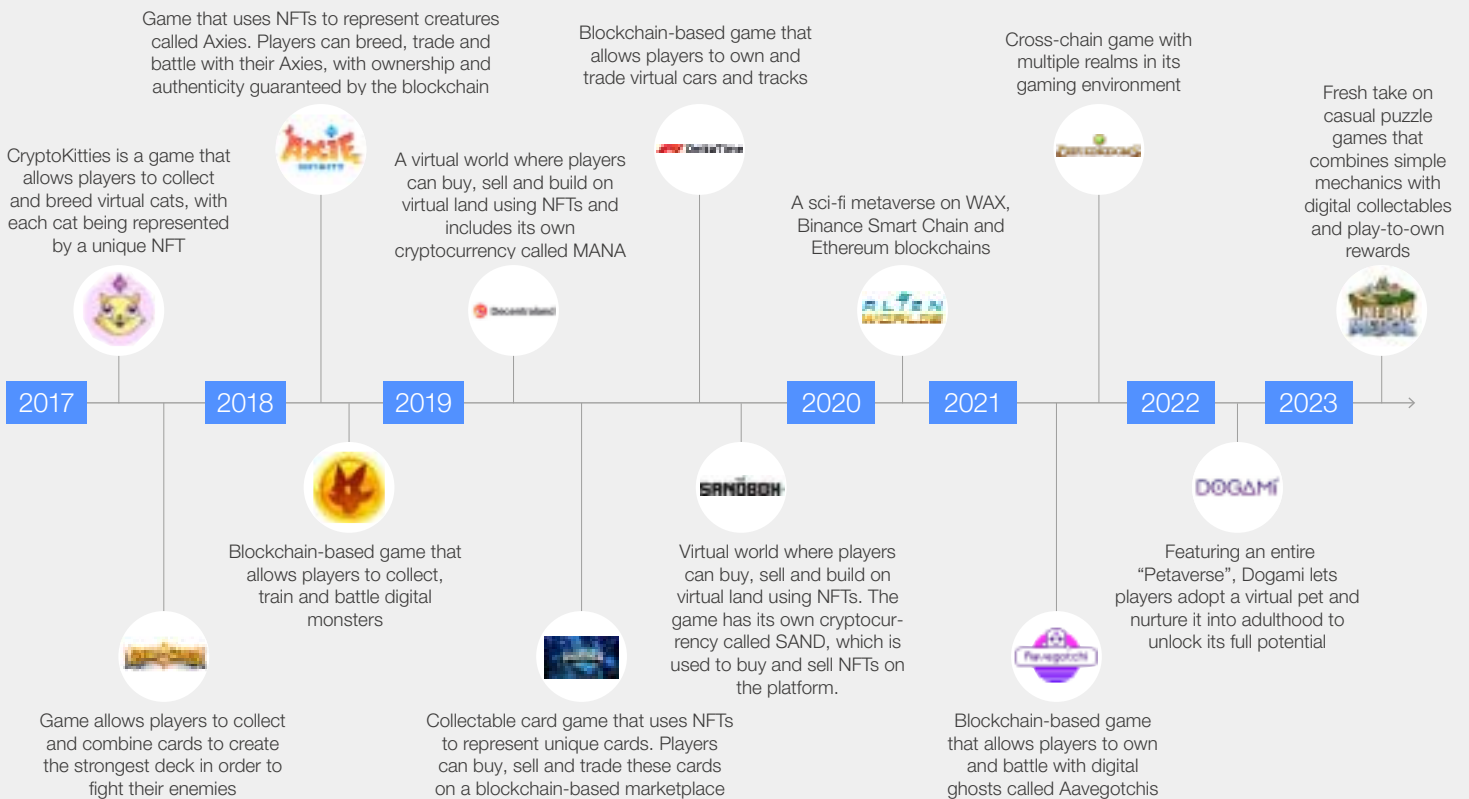 Game that uses NFTs to represent creatures
called Axies. Players can breed, trade and
battle with their Axies, with ownership and
authenticity guaranteed by the blockchain
Blockchain-based game that
allows players to own and
trade virtual cars and tracks
Cross-chain game with
multiple realms in its
gaming environment
Fresh take on
casual puzzle
games that
combines simple
mechanics with
digital collectables
and play-to-own
rewards
CryptoKitties is a game that
allows players to collect
and breed virtual cats, with
each cat being represented
by a unique NFT
AXIE
INFINITY
A virtual world where players
can buy, sell and build on
virtual land using NFTs and
includes its own
cryptocurrency called MANA
DeltaTime
A sci-fi metaverse on WAX,
Binance Smart Chain and
Ethereum blockchains
Decentraland
ALIEN
WORLDS
2017
2018
2019
2020
2021
2022
2023
THE
SANDBOX
DOGAMÍ
Blockchain-based game that
allows players to collect,
train and battle digital
monsters
Virtual world where players
can buy, sell and build on
virtual land using NFTs. The
game has its own cryptocur-
rency called SAND, which is
used to buy and sell NFTs on
the platform.
Featuring an entire
“Petaverse”, Dogami lets
players adopt a virtual pet and
nurture it into adulthood to
unlock its full potential
Aavegotchi
Game allows players to collect
and combine cards to create
the strongest deck in order to
fight their enemies
Collectable card game that uses NFTs
to represent unique cards. Players
can buy, sell and trade these cards
on a blockchain-based marketplace
Blockchain-based game
that allows players to own
and battle with digital
ghosts called Aavegotchis